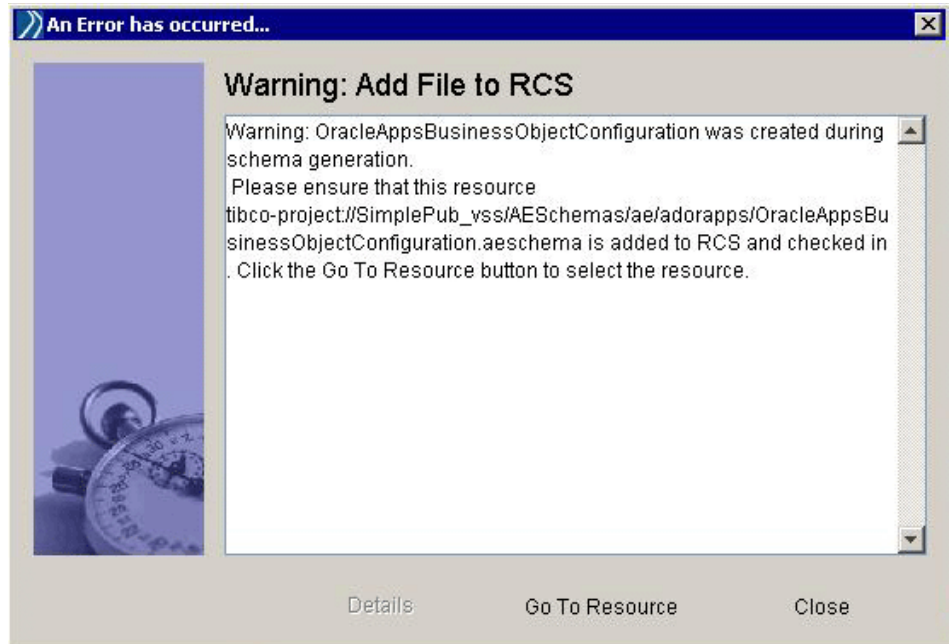 An Error has occurred...
Warning: Add File to RCS
Warning: OracleAppsBusinessObjectConfiguration was created during
schema generation.
Please ensure that this resource
tibco-project://SimplePub_vss/AESchemas/ae/adorapps/OracleAppsBu
sinessObjectConfiguration.aeschema is added to RCS and checked in
. Click the Go To Resource button to select the resource.
Details
Go To Resource
Close